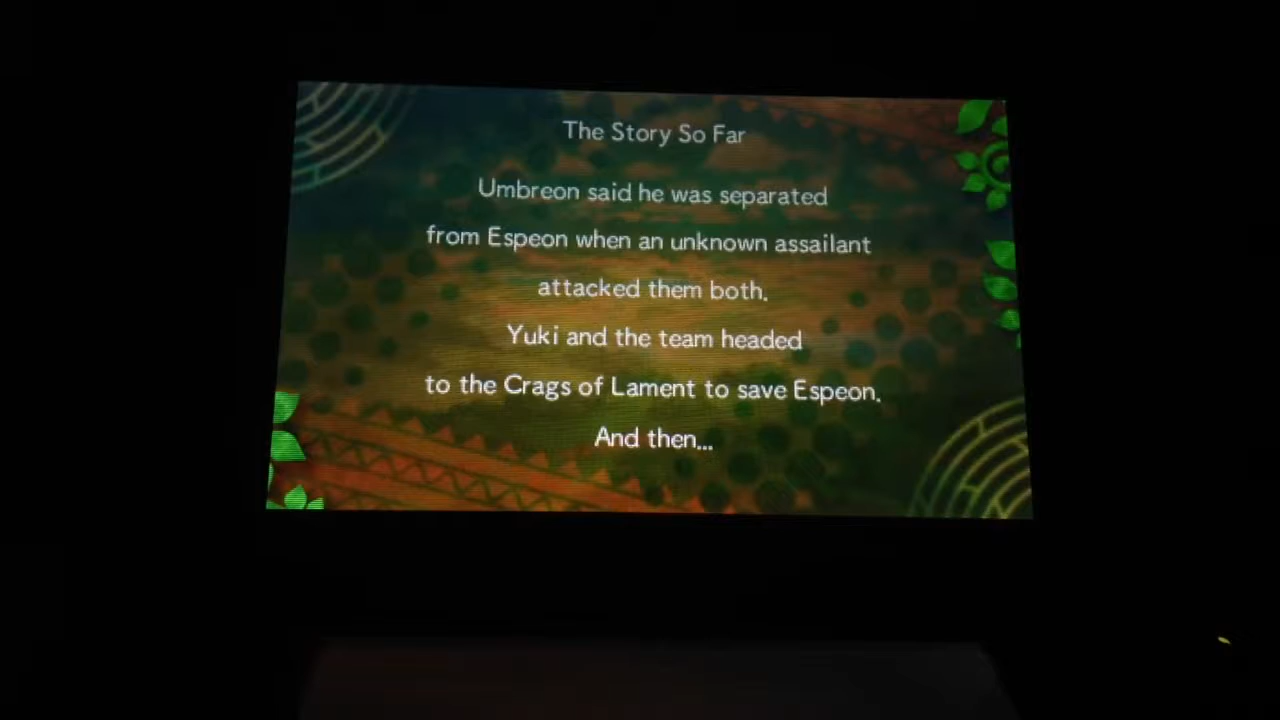 The Story So Far
Umbreon said he was separated
from Espeon when an unknown assailant
attacked them both.
Yuki and the team headed
to the Crags of Lament to save Espeon.
And then...